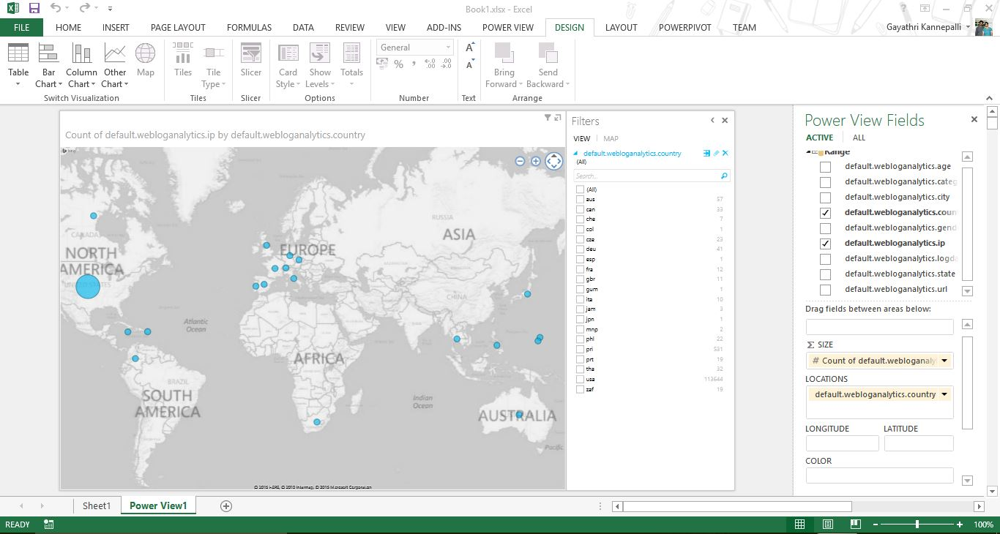 Book1.xlsx - Excel
?
FILE HOME INSERT PAGE LAYOUT FORMULAS DATA REVIEW VIEW ADD-INS POWER VIEW DESIGN LAYOUT POWERPIVOT TEAM Gayathri Kannepalli
General
Table Bar Chart Column Chart Other Chart Map Tiles Tile Type Slicer Card Style Show Levels Totals % , .00 Bring Forward Send Backward
Switch Visualization Tiles Slicer Options Number Text Arrange
Count of default.webloganalytics.ip by default.webloganalytics.country
bing
RUSSIA
ASIA
CANADA
EUROPE
NORTH AMERICA
UNITED STATES
CHINA
Atlantic Ocean
AFRICA
BRAZIL
SOUTH AMERICA
Indian Ocean
AUSTRALIA
Pacific
Filters
VIEW MAP
default.webloganalytics.country
(All)
Search...
(All)
aus 57
can 33
che 7
col 1
cze 23
deu 41
esp 1
fra 12
gbr 11
gum 1
ita 10
jam 3
jpn 1
mnp 2
phl 22
pri 531
prt 19
tha 32
usa 113644
zaf 19
Power View Fields
ACTIVE ALL
Range
default.webloganalytics.age
default.webloganalytics.categ
default.webloganalytics.city
default.webloganalytics.coun
default.webloganalytics.gend
default.webloganalytics.ip
default.webloganalytics.logda
default.webloganalytics.state
default.webloganalytics.url
Drag fields between areas below:
Σ SIZE
# Count of default.webloganaly
LOCATIONS
default.webloganalytics.country
LONGITUDE LATITUDE
COLOR
Sheet1 Power View1
READY 100%